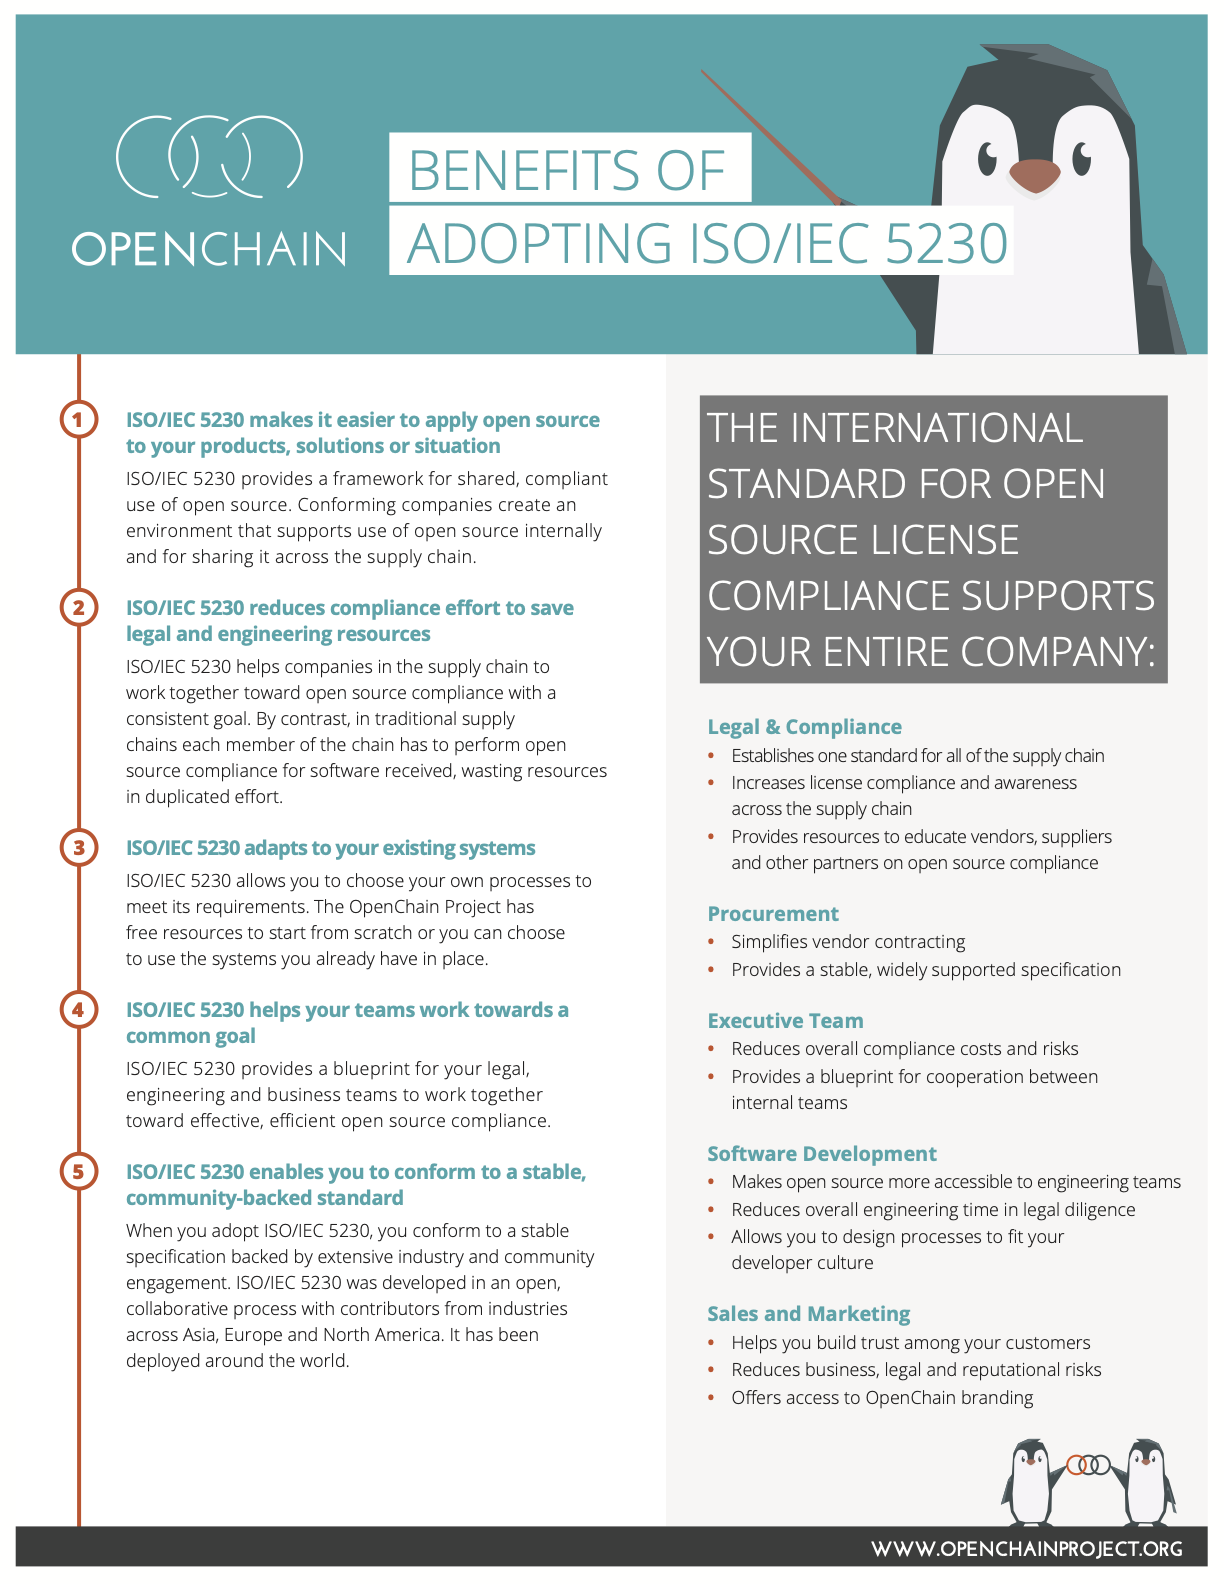 OPENCHAIN
BENEFITS OF
ADOPTING ISO/IEC 5230
1
ISO/IEC 5230 makes it easier to apply open source
to your products, solutions or situation
ISO/IEC 5230 provides a framework for shared, compliant
use of open source. Conforming companies create an
environment that supports use of open source internally
and for sharing it across the supply chain.
2
ISO/IEC 5230 reduces compliance effort to save
legal and engineering resources
ISO/IEC 5230 helps companies in the supply chain to
work together toward open source compliance with a
consistent goal. By contrast, in traditional supply
chains each member of the chain has to perform open
source compliance for software received, wasting resources
in duplicated effort.
3
ISO/IEC 5230 adapts to your existing systems
ISO/IEC 5230 allows you to choose your own processes to
meet its requirements. The OpenChain Project has
free resources to start from scratch or you can choose
to use the systems you already have in place.
4
ISO/IEC 5230 helps your teams work towards a
common goal
ISO/IEC 5230 provides a blueprint for your legal,
engineering and business teams to work together
toward effective, efficient open source compliance.
5
ISO/IEC 5230 enables you to conform to a stable,
community-backed standard
When you adopt ISO/IEC 5230, you conform to a stable
specification backed by extensive industry and community
engagement. ISO/IEC 5230 was developed in an open,
collaborative process with contributors from industries
across Asia, Europe and North America. It has been
deployed around the world.
THE INTERNATIONAL
STANDARD FOR OPEN
SOURCE LICENSE
COMPLIANCE SUPPORTS
YOUR ENTIRE COMPANY:
Legal & Compliance
• Establishes one standard for all of the supply chain
• Increases license compliance and awareness
across the supply chain
• Provides resources to educate vendors, suppliers
and other partners on open source compliance
Procurement
• Simplifies vendor contracting
• Provides a stable, widely supported specification
Executive Team
• Reduces overall compliance costs and risks
• Provides a blueprint for cooperation between
internal teams
Software Development
• Makes open source more accessible to engineering teams
• Reduces overall engineering time in legal diligence
• Allows you to design processes to fit your
developer culture
Sales and Marketing
• Helps you build trust among your customers
• Reduces business, legal and reputational risks
• Offers access to OpenChain branding
WWW.OPENCHAINPROJECT.ORG